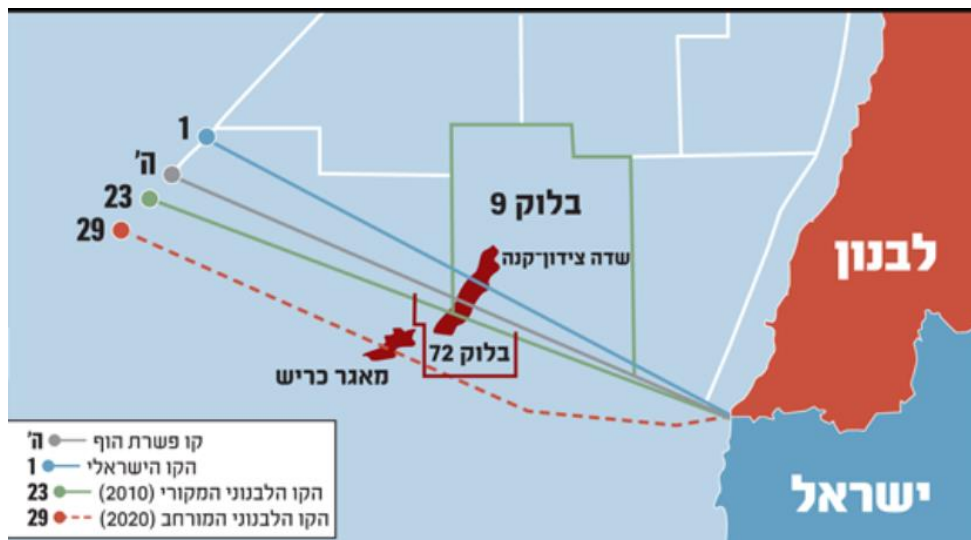 1
ה'
23
29
בלוק 9
שדה צידון-קנה
לבנון
בלוק 72
מאגר כריש
ישראל
ה' קו פשרת הוף
1 הקו הישראלי
23 הקו הלבנוני המקורי (2010)
29 הקו הלבנוני המורחב (2020)